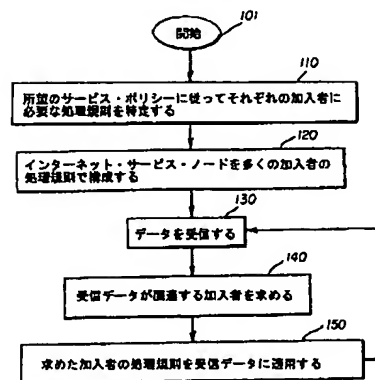 101
開始
110
所望のサービス・ポリシーに従ってそれぞれの加入者に
必要な処理規則を特定する
120
インターネット・サービス・ノードを多くの加入者の
処理規則で構成する
130
データを受信する
140
受信データが関連する加入者を求める
150
求めた加入者の処理規則を受信データに適用する